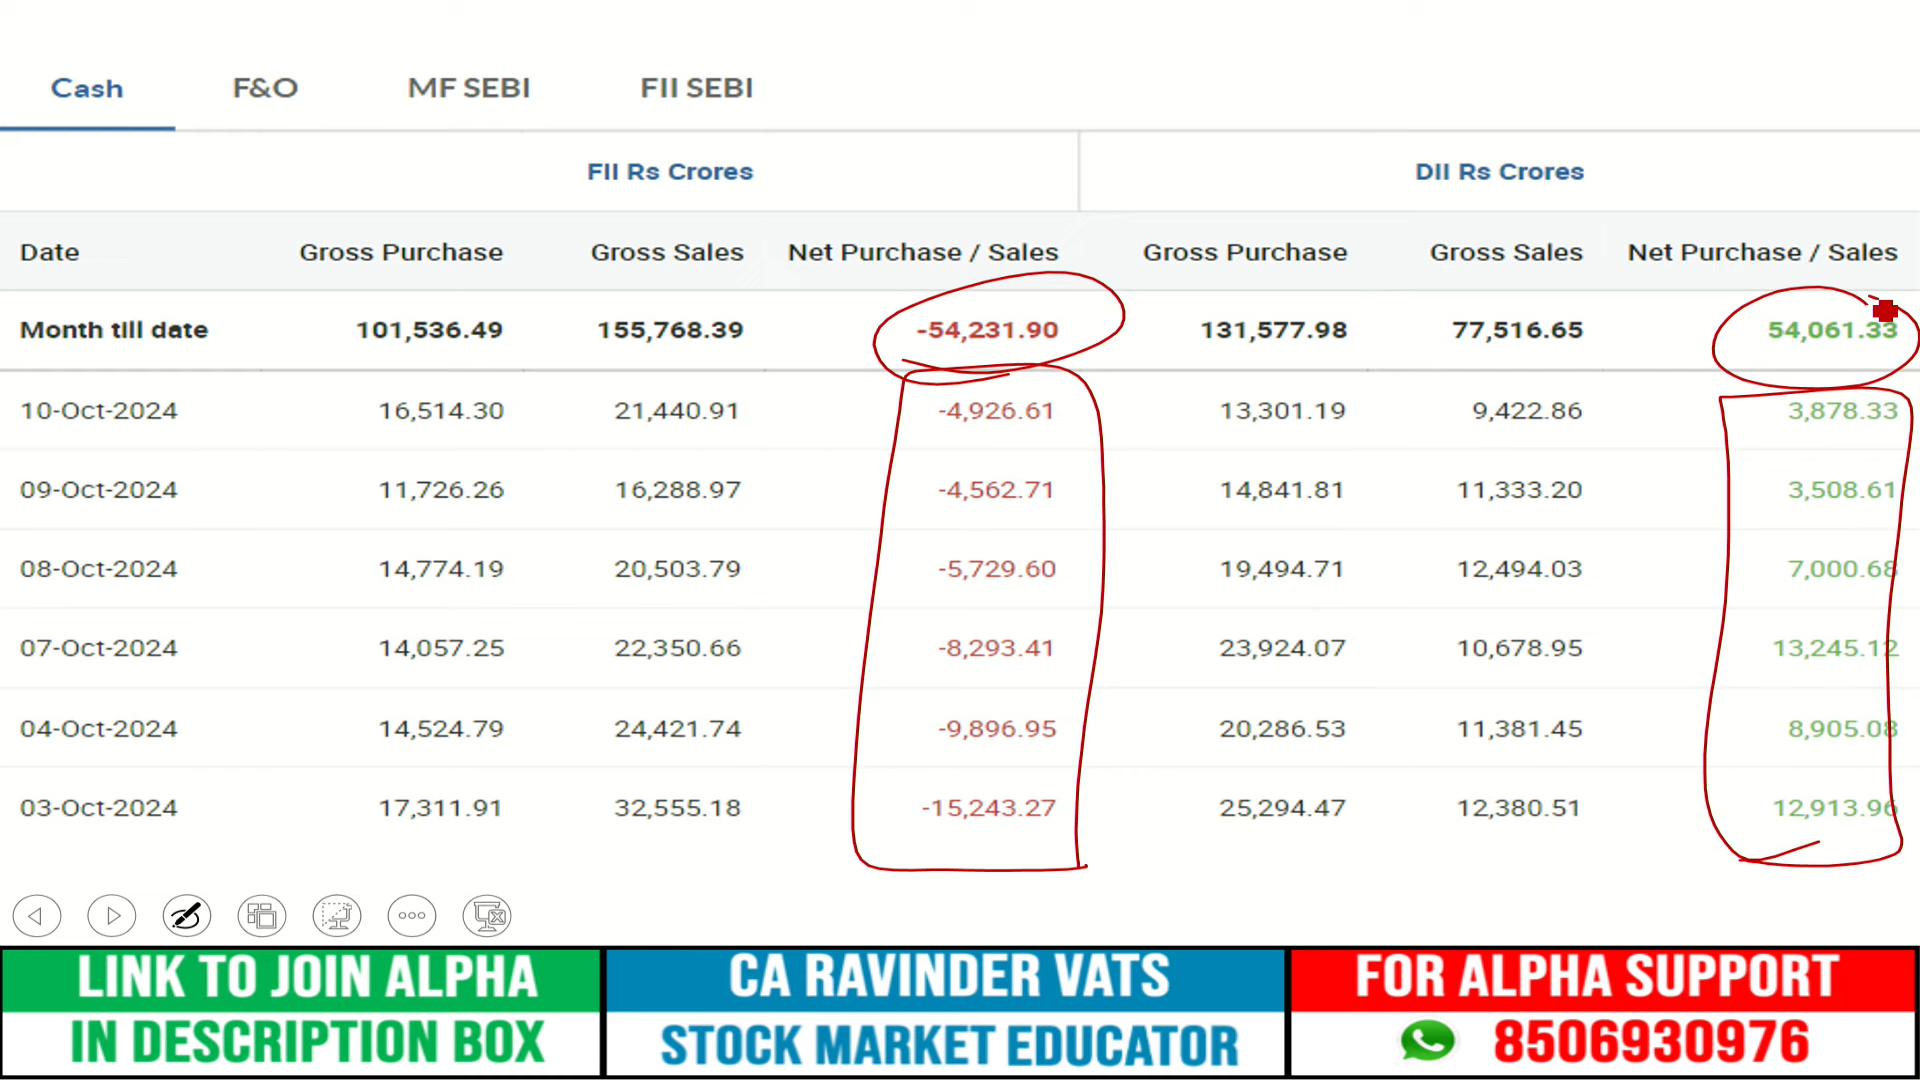 Cash F&O MF SEBI FII SEBI
FII Rs Crores DII Rs Crores
Date Gross Purchase Gross Sales Net Purchase / Sales Gross Purchase Gross Sales Net Purchase / Sales
Month till date 101,536.49 155,768.39 -54,231.90 131,577.98 77,516.65 54,061.33
10-Oct-2024 16,514.30 21,440.91 -4,926.61 13,301.19 9,422.86 3,878.33
09-Oct-2024 11,726.26 16,288.97 -4,562.71 14,841.81 11,333.20 3,508.61
08-Oct-2024 14,774.19 20,503.79 -5,729.60 19,494.71 12,494.03 7,000.68
07-Oct-2024 14,057.25 22,350.66 -8,293.41 23,924.07 10,678.95 13,245.12
04-Oct-2024 14,524.79 24,421.74 -9,896.95 20,286.53 11,381.45 8,905.08
03-Oct-2024 17,311.91 32,555.18 -15,243.27 25,294.47 12,380.51 12,913.96
LINK TO JOIN ALPHA
IN DESCRIPTION BOX
CA RAVINDER VATS
STOCK MARKET EDUCATOR
FOR ALPHA SUPPORT
8506930976